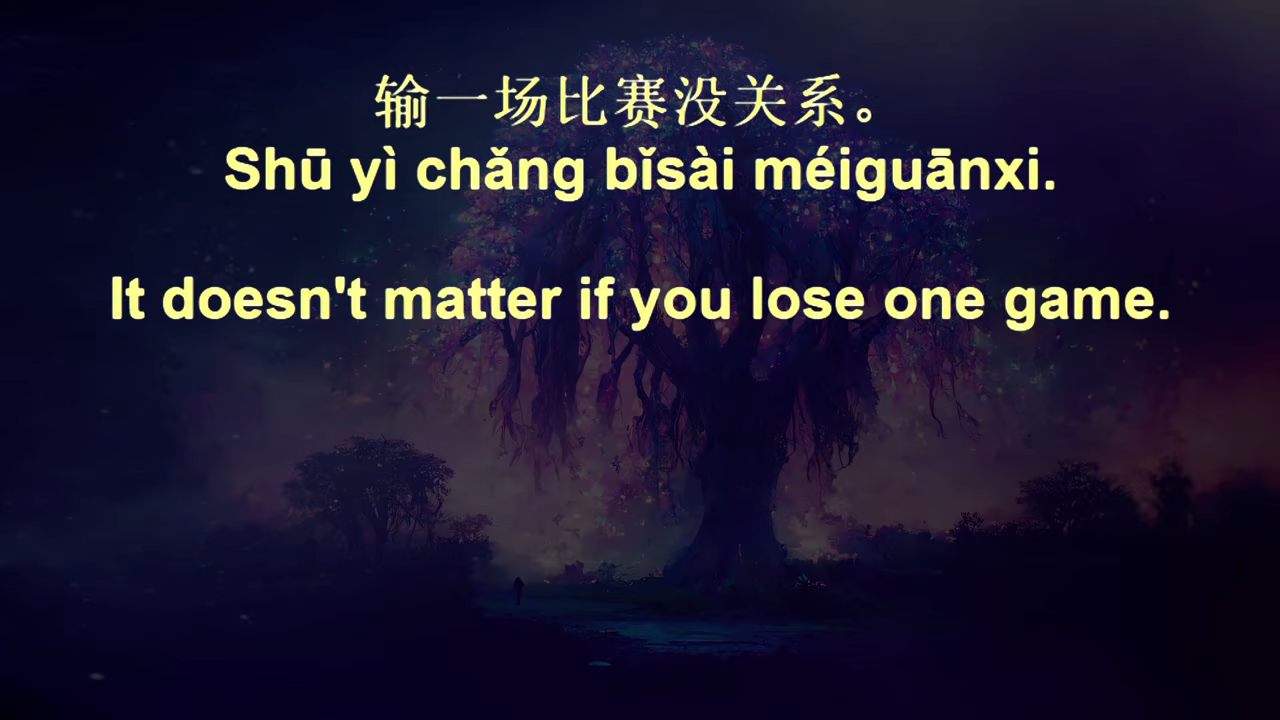 输一场比赛没关系。
Shū yì chǎng bǐsài méiguānxi.
It doesn't matter if you lose one game.